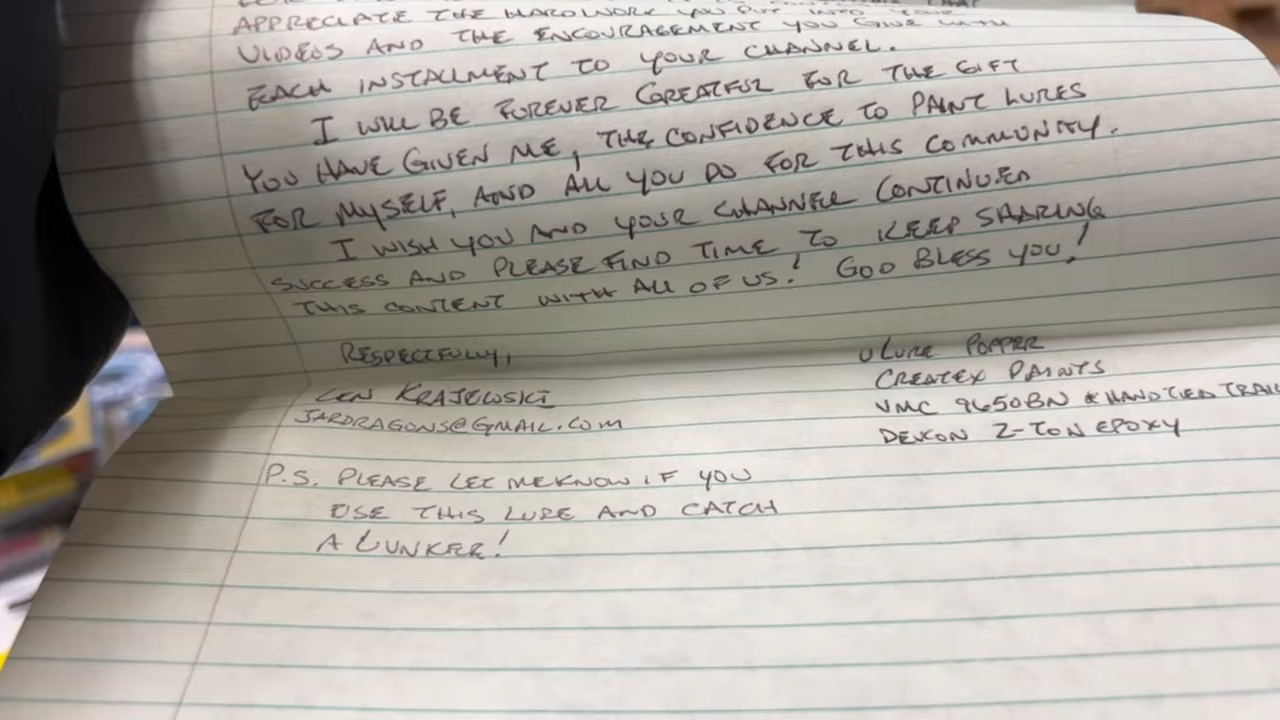 APPRECIATE THE HARDWORK YOU PUT INTO YOUR
VIDEOS AND THE ENCOURAGEMENT YOU GIVE WITH
EACH INSTALLMENT TO YOUR CHANNEL.
I WILL BE FOREVER GREATFUL FOR THE GIFT
YOU HAVE GIVEN ME, THE CONFIDENCE TO PAINT LURES
FOR MYSELF, AND ALL YOU DO FOR THIS COMMUNITY.
I WISH YOU AND YOUR CHANNEL CONTINUED
SUCCESS AND PLEASE FIND TIME TO KEEP SHARING
THIS CONTENT WITH ALL OF US! GOD BLESS YOU!
RESPECTFULLY,
LEN KRAJEWSKI
JARDRAGONS@GMAIL.COM
ULURE POPPER
CREATEX PAINTS
VMC 9650BN & HAND TIED
DEVCON 2-TON EPOXY
P.S. PLEASE LET ME KNOW IF YOU
USE THIS LURE AND CATCH
A LUNKER!